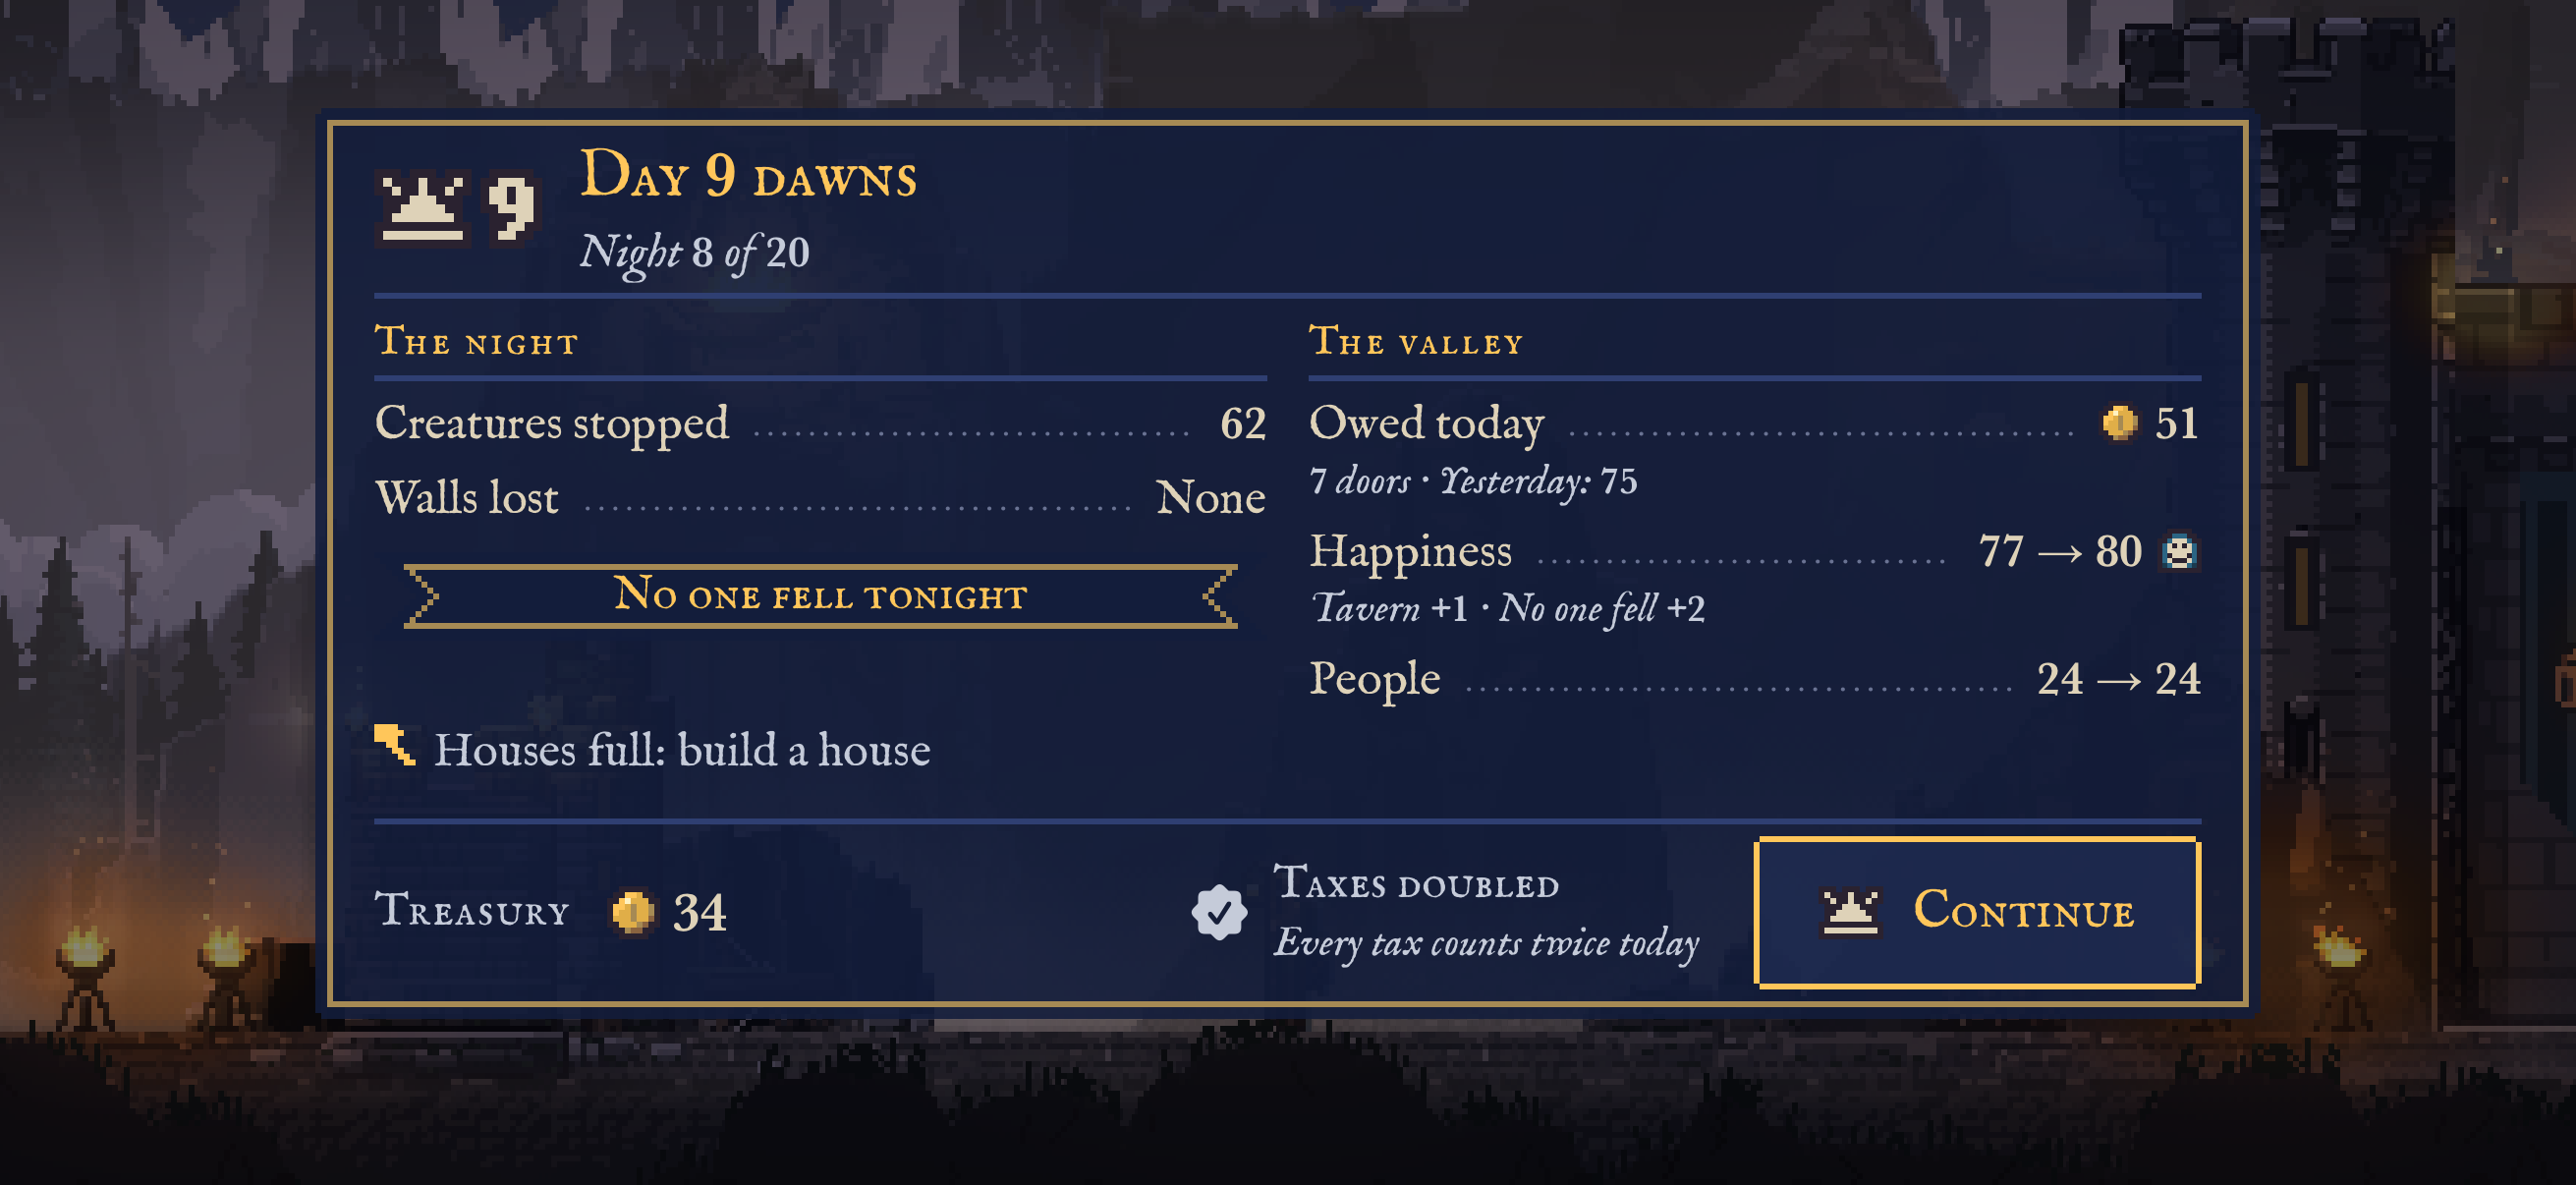 9
Day 9 dawns
Night 8 of 20
The night
Creatures stopped 62
Walls lost None
No one fell tonight
Houses full: build a house
The valley
Owed today 51
7 doors · Yesterday: 75
Happiness 77 → 80
Tavern +1 · No one fell +2
People 24 → 24
Treasury 34
Taxes doubled
Every tax counts twice today
Continue